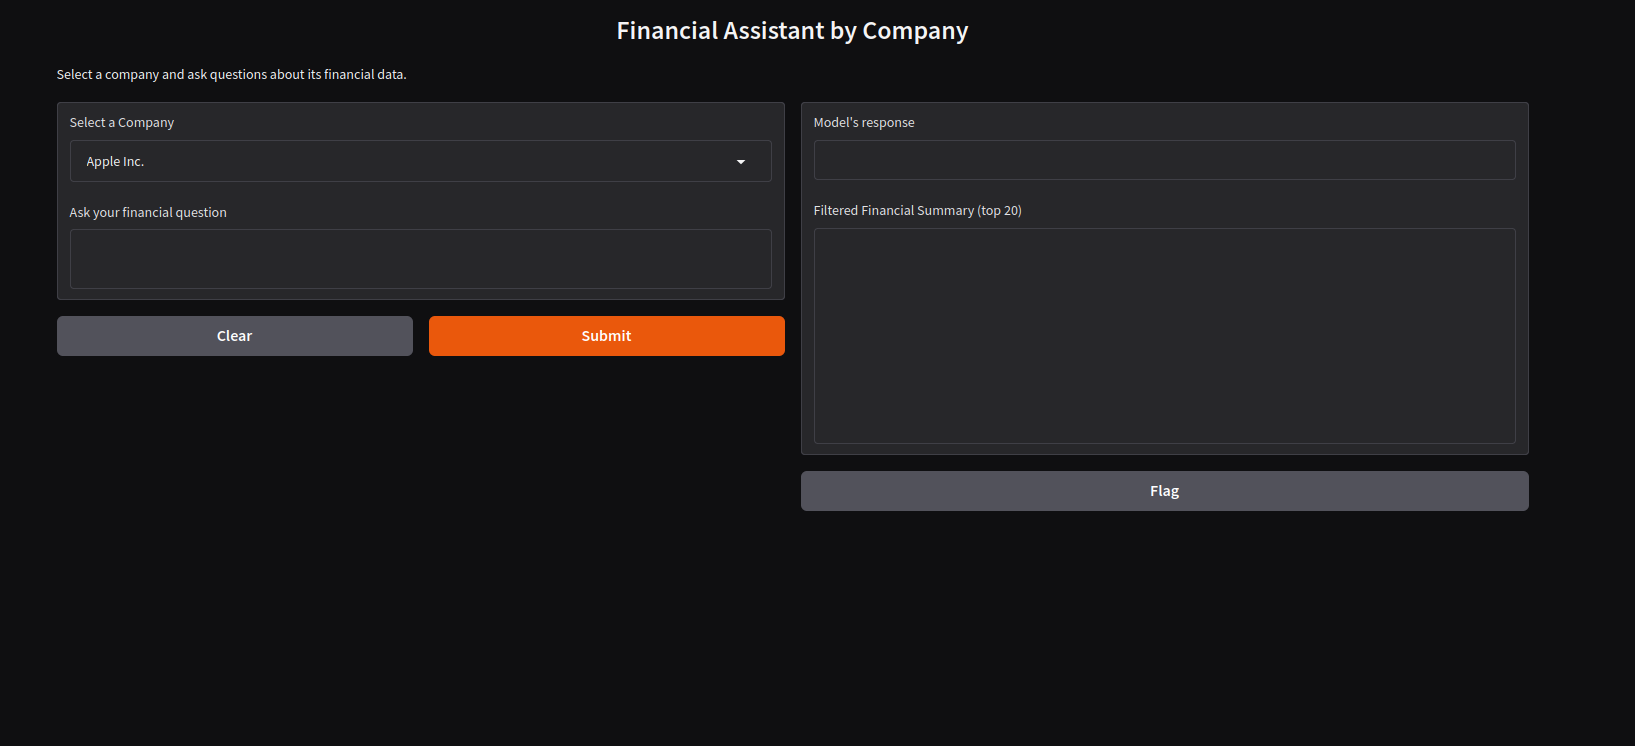 Financial Assistant by Company
Select a company and ask questions about its financial data.
Select a Company
Apple Inc.
Ask your financial question
Clear
Submit
Model's response
Filtered Financial Summary (top 20)
Flag